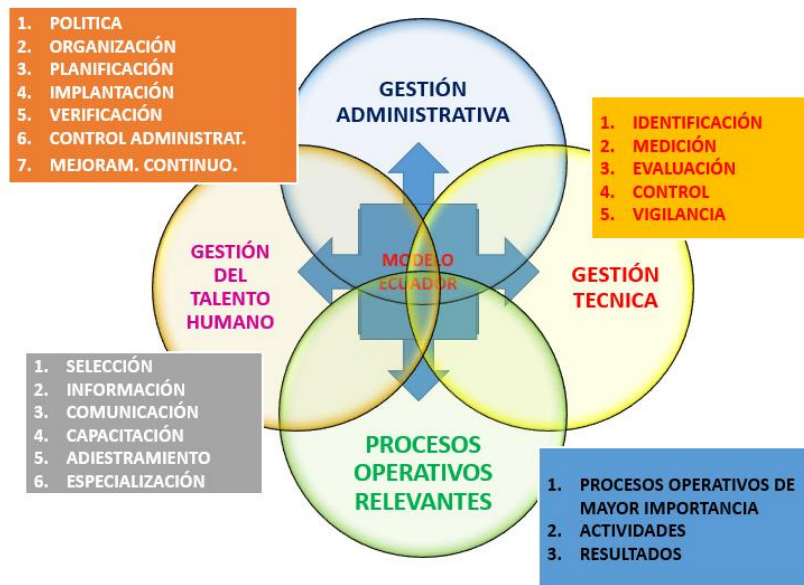 1. POLITICA
2. ORGANIZACIÓN
3. PLANIFICACIÓN
4. IMPLANTACIÓN
5. VERIFICACIÓN
6. CONTROL ADMINISTRAT.
7. MEJORAM. CONTINUO.
GESTIÓN
ADMINISTRATIVA
1. IDENTIFICACIÓN
2. MEDICIÓN
3. EVALUACIÓN
4. CONTROL
5. VIGILANCIA
GESTIÓN
DEL
TALENTO
HUMANO
MODELO
ECUADOR
GESTIÓN
TECNICA
1. SELECCIÓN
2. INFORMACIÓN
3. COMUNICACIÓN
4. CAPACITACIÓN
5. ADIESTRAMIENTO
6. ESPECIALIZACIÓN
PROCESOS
OPERATIVOS
RELEVANTES
1. PROCESOS OPERATIVOS DE
MAYOR IMPORTANCIA
2. ACTIVIDADES
3. RESULTADOS